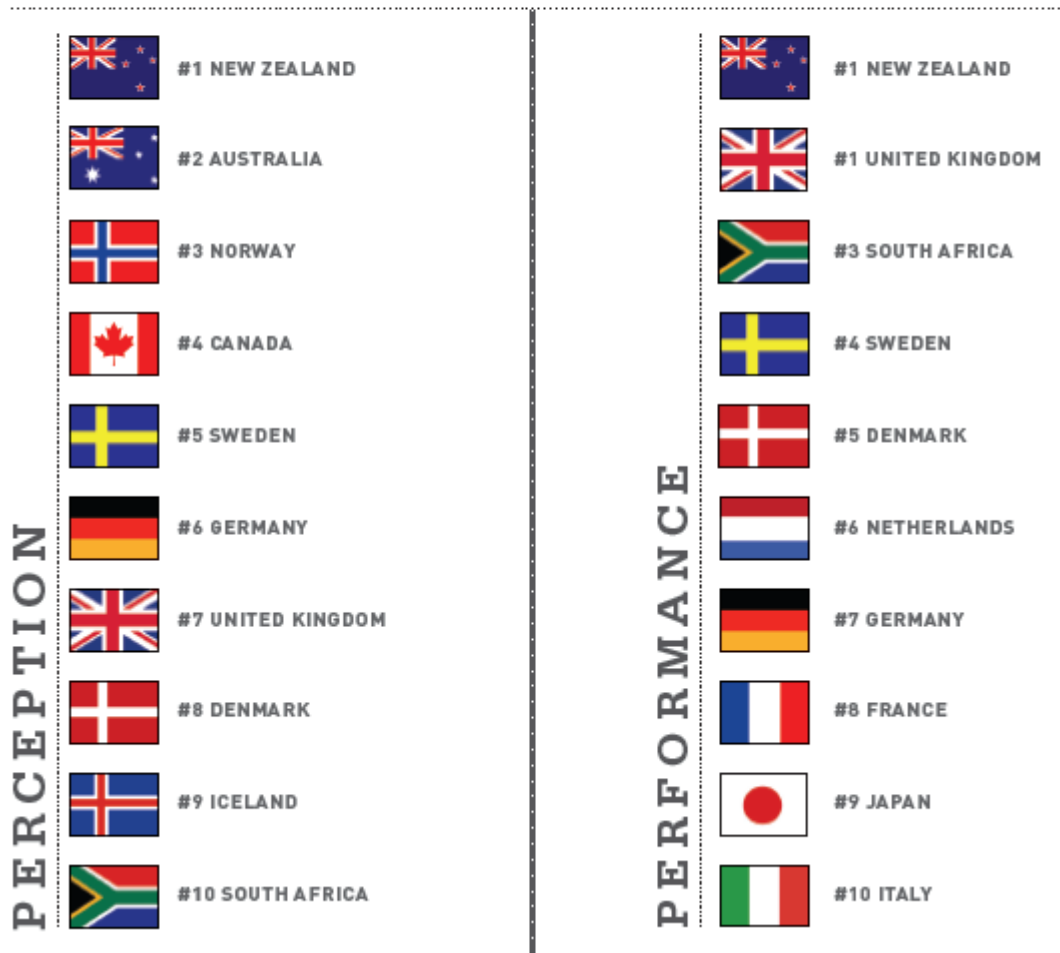 PERCEPTION
#1 NEW ZEALAND
#2 AUSTRALIA
#3 NORWAY
#4 CANADA
#5 SWEDEN
#6 GERMANY
#7 UNITED KINGDOM
#8 DENMARK
#9 ICELAND
#10 SOUTH AFRICA
PERFORMANCE
#1 NEW ZEALAND
#1 UNITED KINGDOM
#3 SOUTH AFRICA
#4 SWEDEN
#5 DENMARK
#6 NETHERLANDS
#7 GERMANY
#8 FRANCE
#9 JAPAN
#10 ITALY